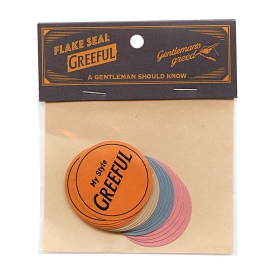 FLAKE SEAL
GREEFUL
Gentleman's
greed
A GENTLEMAN SHOULD KNOW
My Style
GREEFUL